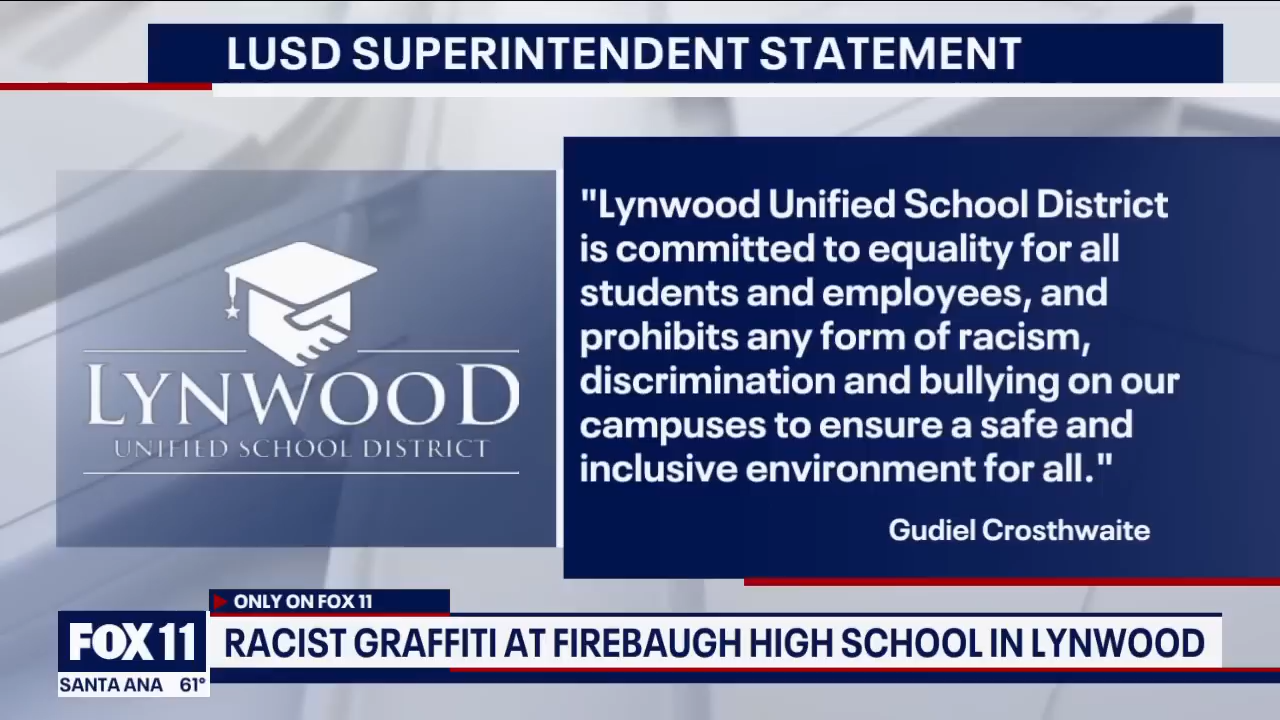 LUSD SUPERINTENDENT STATEMENT
LYNWOOD
UNIFIED SCHOOL DISTRICT
"Lynwood Unified School District
is committed to equality for all
students and employees, and
prohibits any form of racism,
discrimination and bullying on our
campuses to ensure a safe and
inclusive environment for all."
Gudiel Crosthwaite
ONLY ON FOX 11
FOX 11
RACIST GRAFFITI AT FIREBAUGH HIGH SCHOOL IN LYNWOOD
SANTA ANA 61°